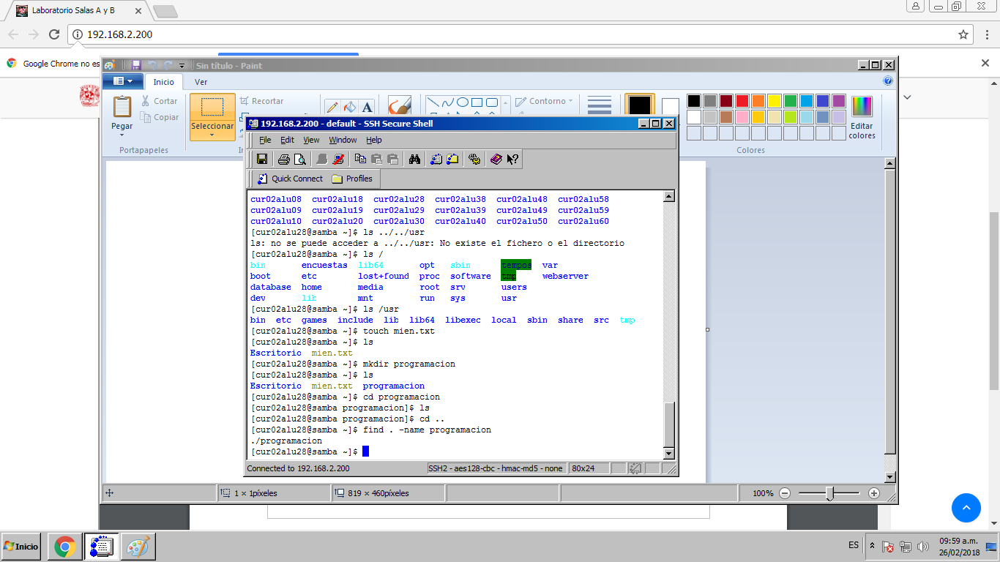 Laboratorio Salas A y B
192.168.2.200
Google Chrome no es
Sin título - Paint
Inicio Ver
Pegar
Cortar
Copiar
Portapapeles
Seleccionar
Recortar
Contorno
Editar colores
Colores
192.168.2.200 - default - SSH Secure Shell
File Edit View Window Help
Quick Connect Profiles
cur02alu08 cur02alu18 cur02alu28 cur02alu38 cur02alu48 cur02alu58
cur02alu09 cur02alu19 cur02alu29 cur02alu39 cur02alu49 cur02alu59
cur02alu10 cur02alu20 cur02alu30 cur02alu40 cur02alu50 cur02alu60
[cur02alu28@samba ~]$ ls ../../usr
ls: no se puede acceder a ../../usr: No existe el fichero o el directorio
[cur02alu28@samba ~]$ ls /
bin encuestas lib64 opt sbin tempos var
boot etc lost+found proc software tmp webserver
database home media root srv users
dev lib mnt run sys usr
[cur02alu28@samba ~]$ ls /usr
bin etc games include lib lib64 libexec local sbin share src tmp
[cur02alu28@samba ~]$ touch mien.txt
[cur02alu28@samba ~]$ ls
Escritorio mien.txt
[cur02alu28@samba ~]$ mkdir programacion
[cur02alu28@samba ~]$ ls
Escritorio mien.txt programacion
[cur02alu28@samba ~]$ cd programacion
[cur02alu28@samba programacion]$ ls
[cur02alu28@samba programacion]$ cd ..
[cur02alu28@samba ~]$ find . -name programacion
./programacion
[cur02alu28@samba ~]$
Connected to 192.168.2.200 SSH2 - aes128-cbc - hmac-md5 - none 80x24
1 × 1píxeles 819 × 460píxeles 100%
Inicio ES 09:59 a.m.
26/02/2018